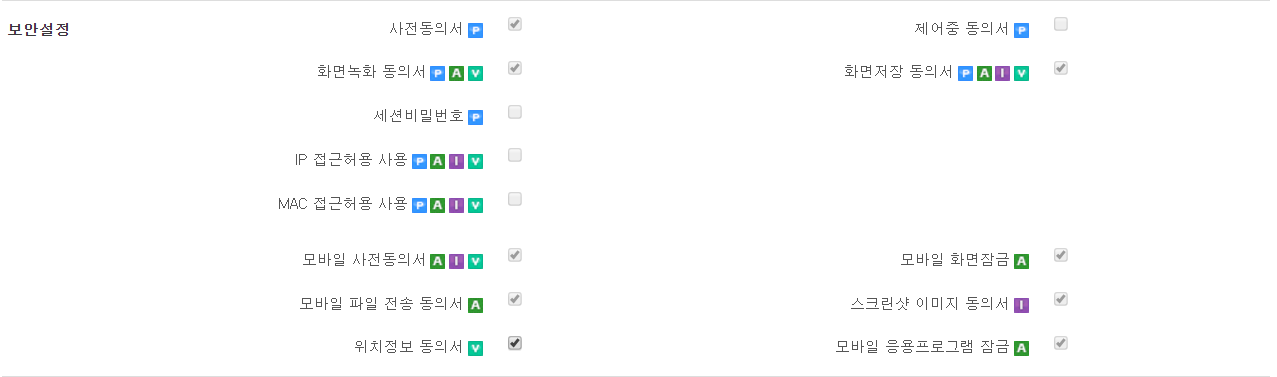 보안설정
사전동의서 P 제어중 동의서 P
화면녹화 동의서 P A V 화면저장 동의서 P A I V
세션비밀번호 P
IP 접근허용 사용 P A I V
MAC 접근허용 사용 P A I V
모바일 사전동의서 A I V 모바일 화면잠금 A
모바일 파일 전송 동의서 A 스크린샷 이미지 동의서 I
위치정보 동의서 V 모바일 응용프로그램 잠금 A